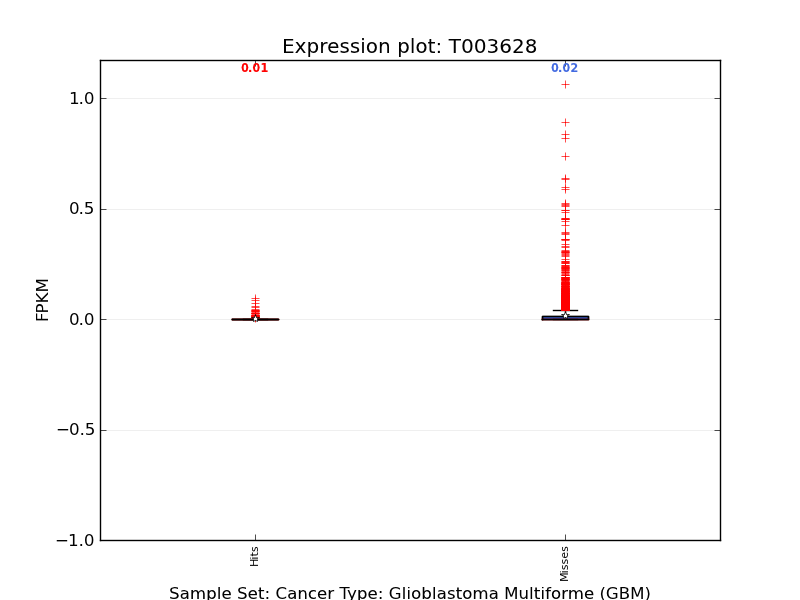 Expression plot: T003628
0.01
0.02
1.0
0.5
0.0
−0.5
−1.0
FPKM
Hits
Misses
Sample Set: Cancer Type: Glioblastoma Multiforme (GBM)